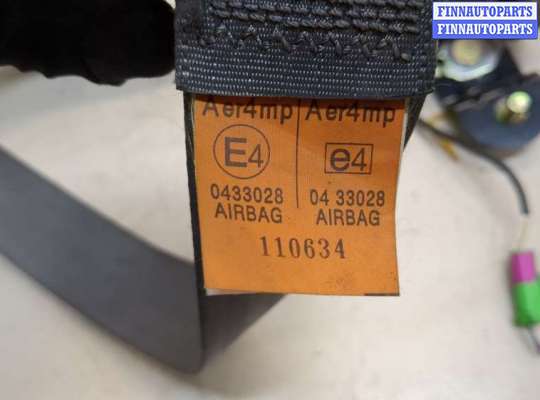 FINNAUTOPARTS
FINNAUTOPARTS
Aer4mp Aer4mp
E4 e4
0433028 04 33028
AIRBAG AIRBAG
110634